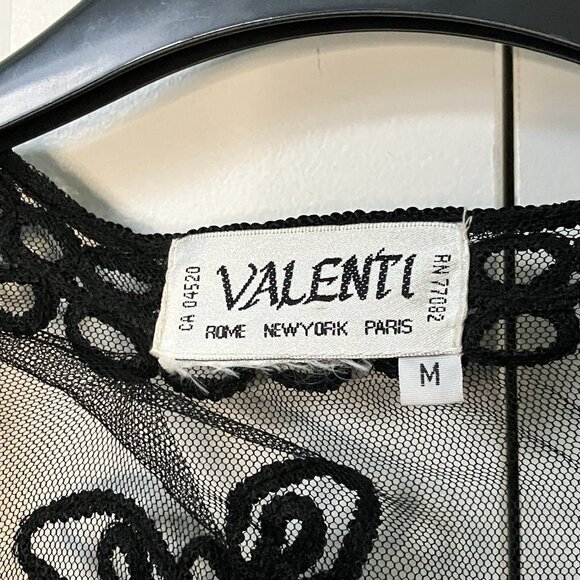 CA 04520
VALENTI
RN 77082
ROME NEWYORK PARIS
M